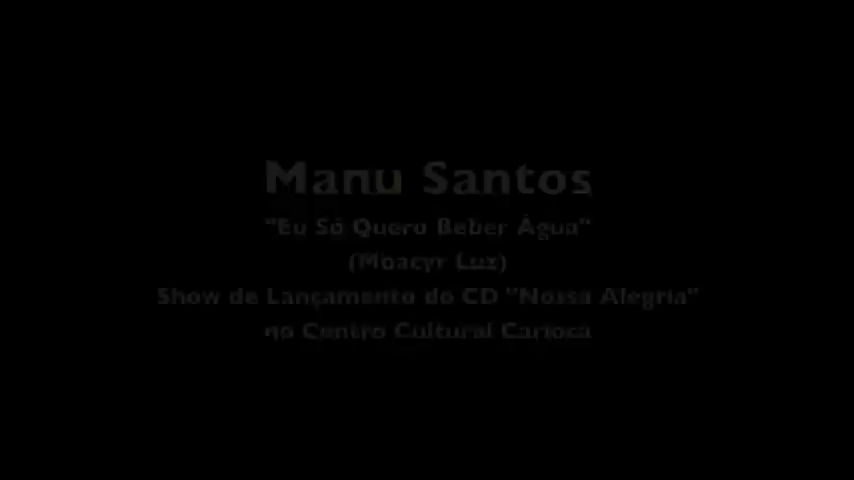 Manu Santos
"Eu Só Quero Beber Água"
(Moacyr Luz)
Show de Lançamento do CD "Nossa Alegria"
no Centro Cultural Carioca